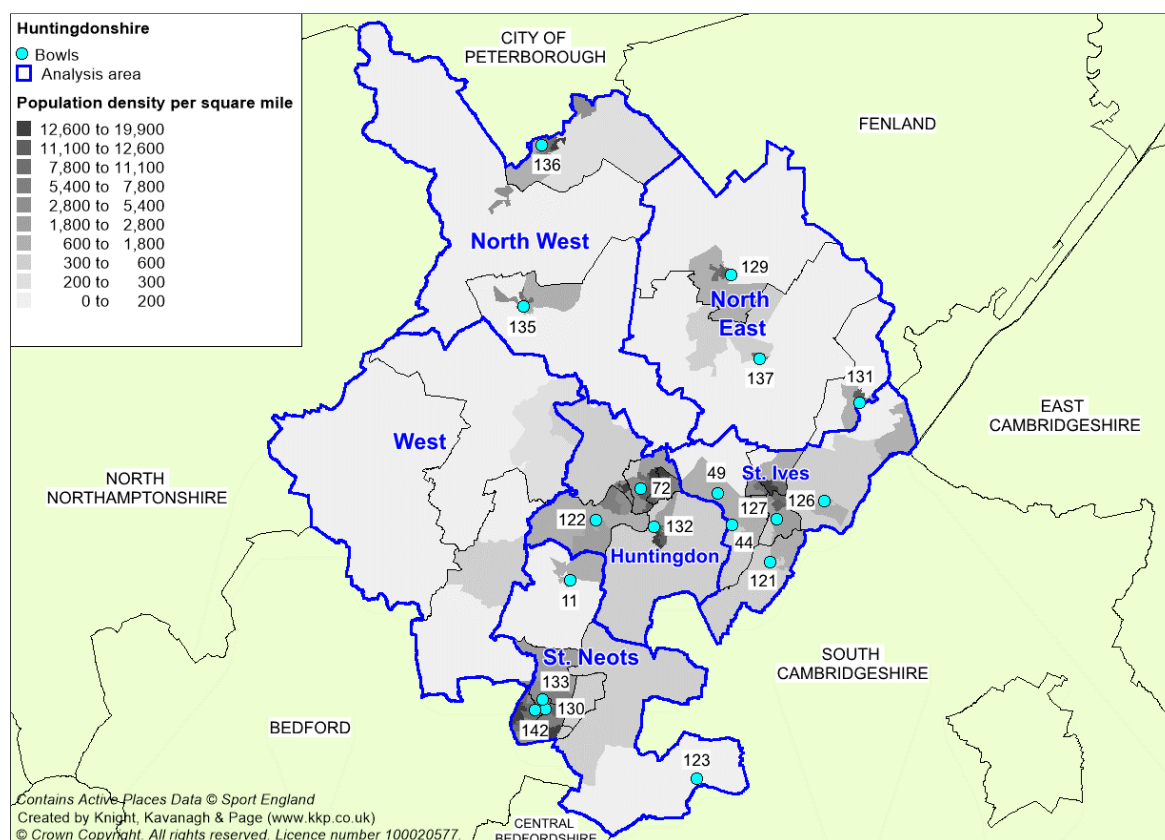 Huntingdonshire
Bowls
Analysis area
Population density per square mile
12,600 to 19,900
11,100 to 12,600
7,800 to 11,100
5,400 to 7,800
2,800 to 5,400
1,800 to 2,800
600 to 1,800
300 to 600
200 to 300
0 to 200
CITY OF
PETERBOROUGH
FENLAND
136
North West
129
North
East
135
137
131
EAST
CAMBRIDGESHIRE
West
NORTH
NORTHAMPTONSHIRE
49
St. Ives
72
127
126
122
132
44
Huntingdon
121
11
St. Neots
SOUTH
CAMBRIDGESHIRE
133
130
142
BEDFORD
123
Contains Active Places Data © Sport England
Created by Knight, Kavanagh & Page (www.kkp.co.uk)
© Crown Copyright. All rights reserved. Licence number 100020577.
CENTRAL
BEDFORDSHIRE